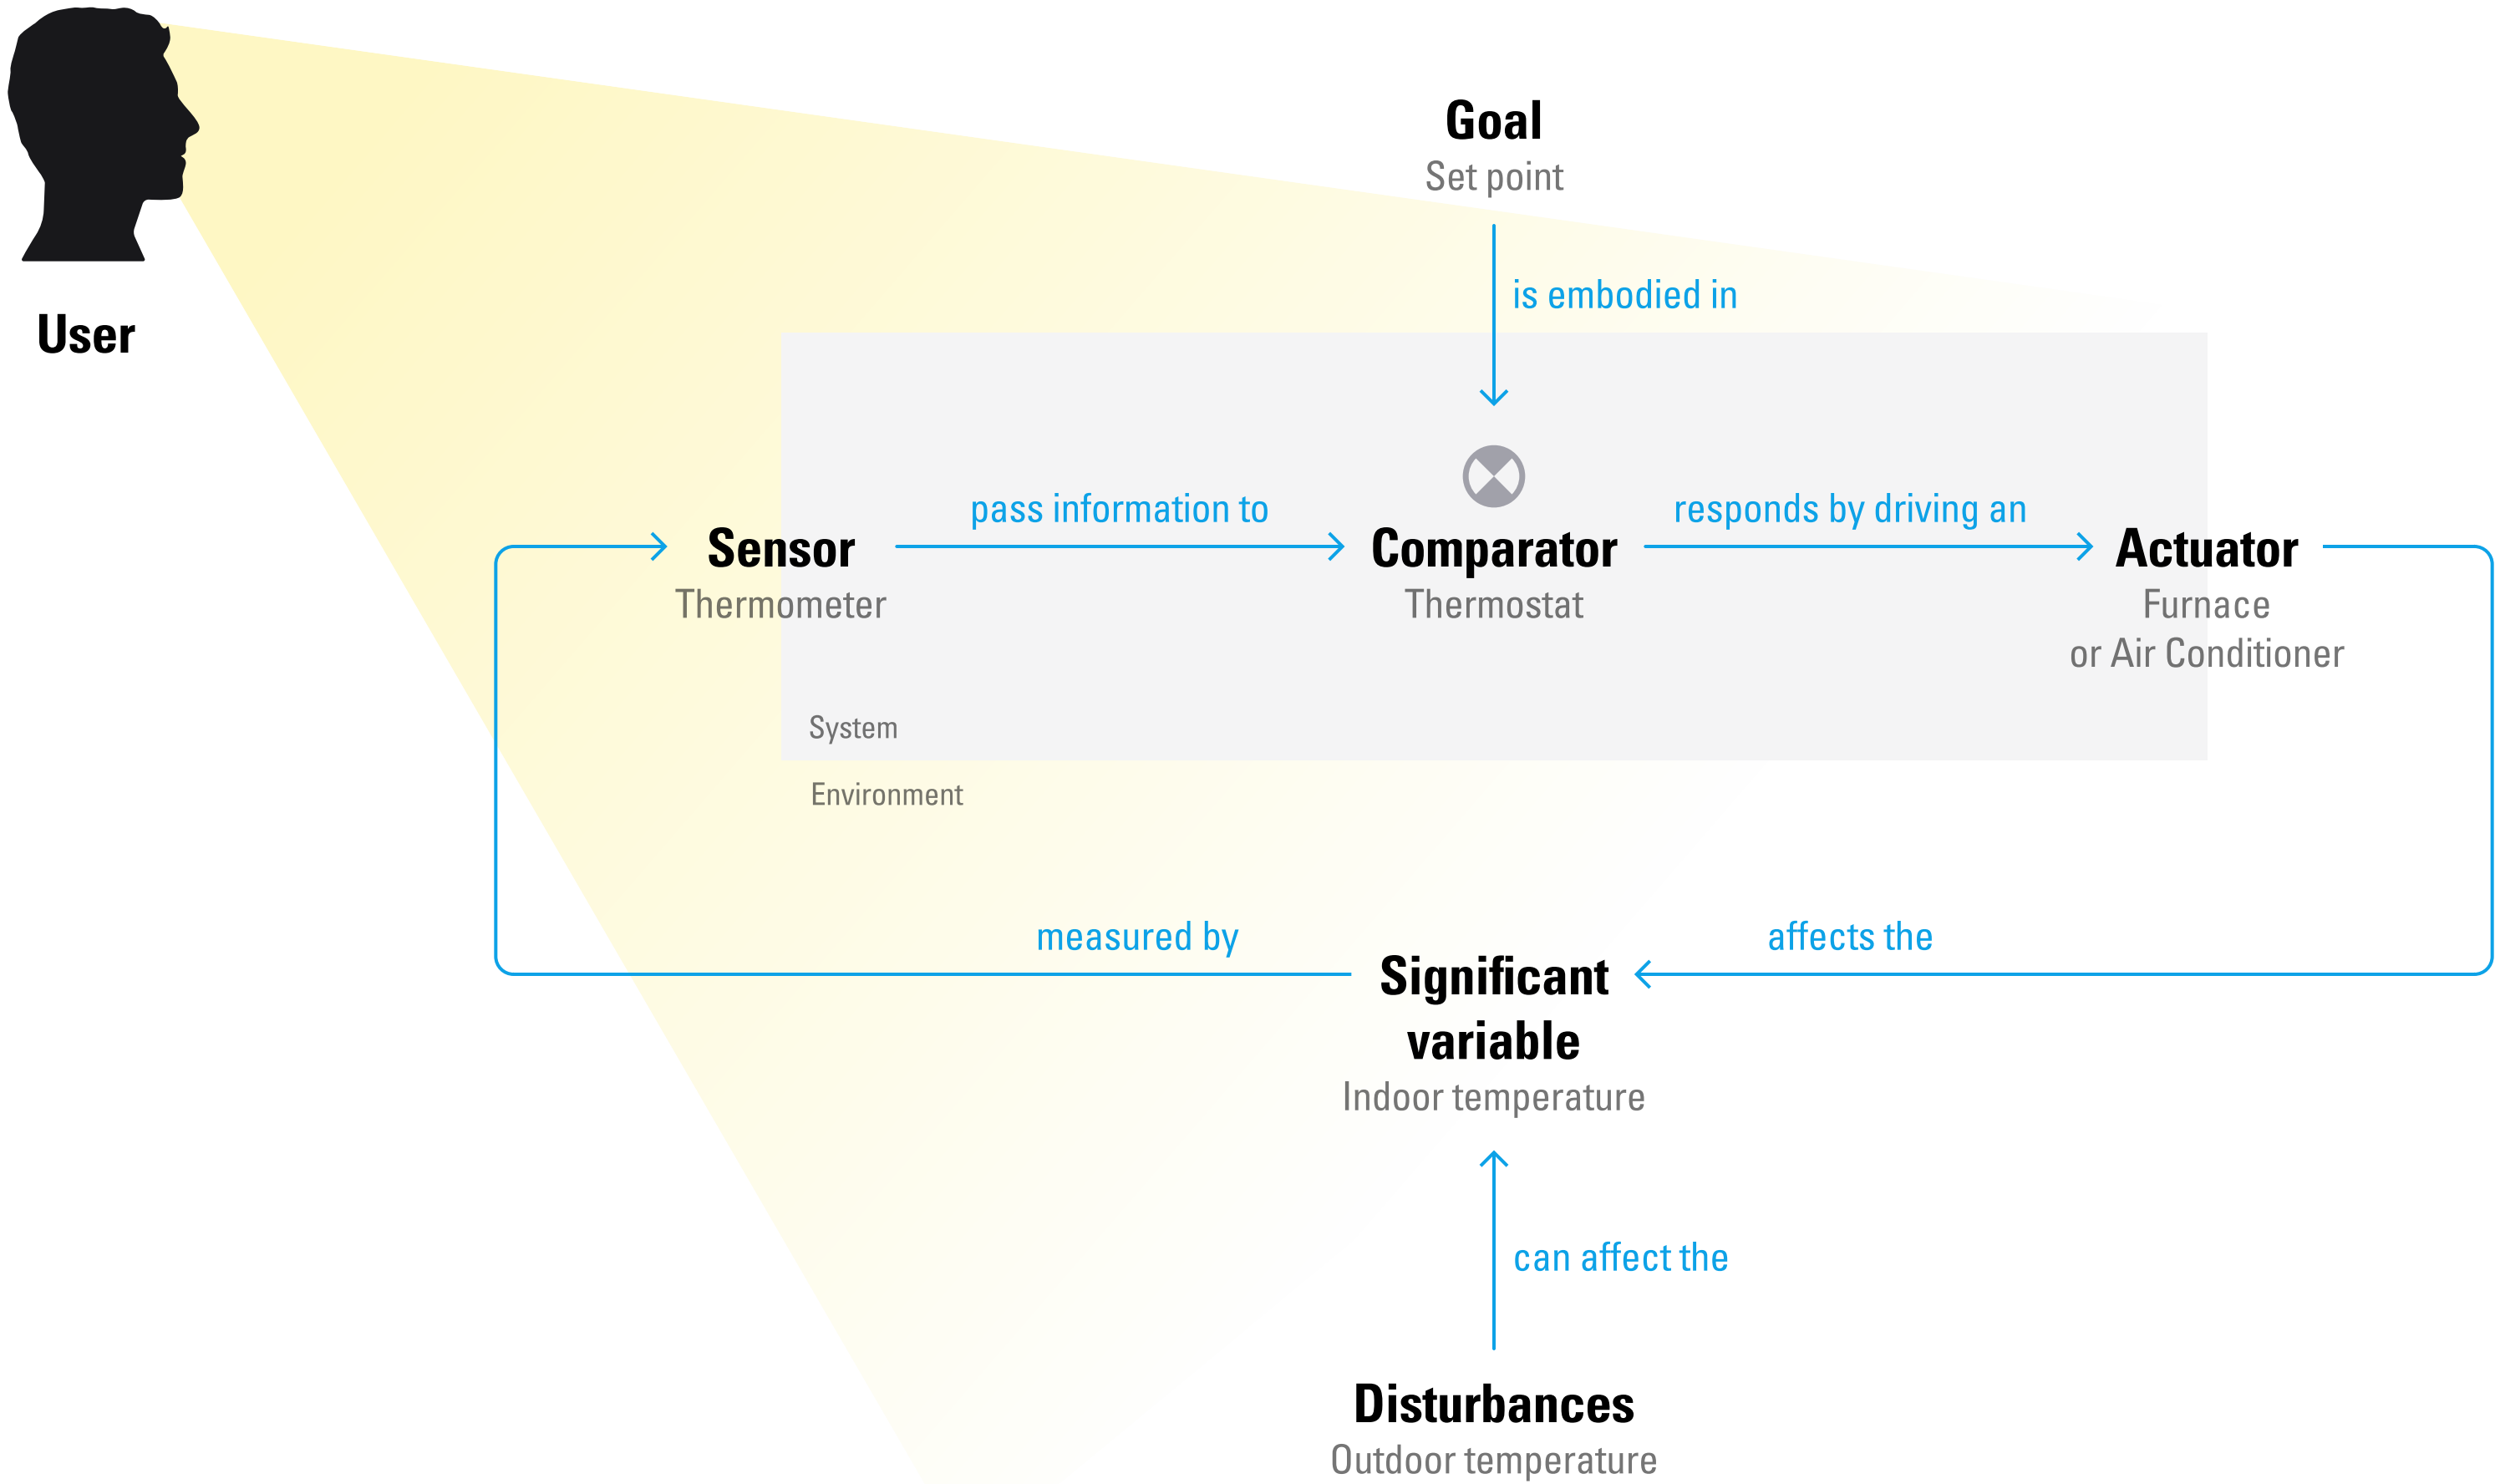 Goal
Set point
is embodied in
User
pass information to
responds by driving an
Sensor
Thermometer
Comparator
Thermostat
Actuator
Furnace
or Air Conditioner
System
Environment
measured by
affects the
Significant
variable
Indoor temperature
can affect the
Disturbances
Outdoor temperature